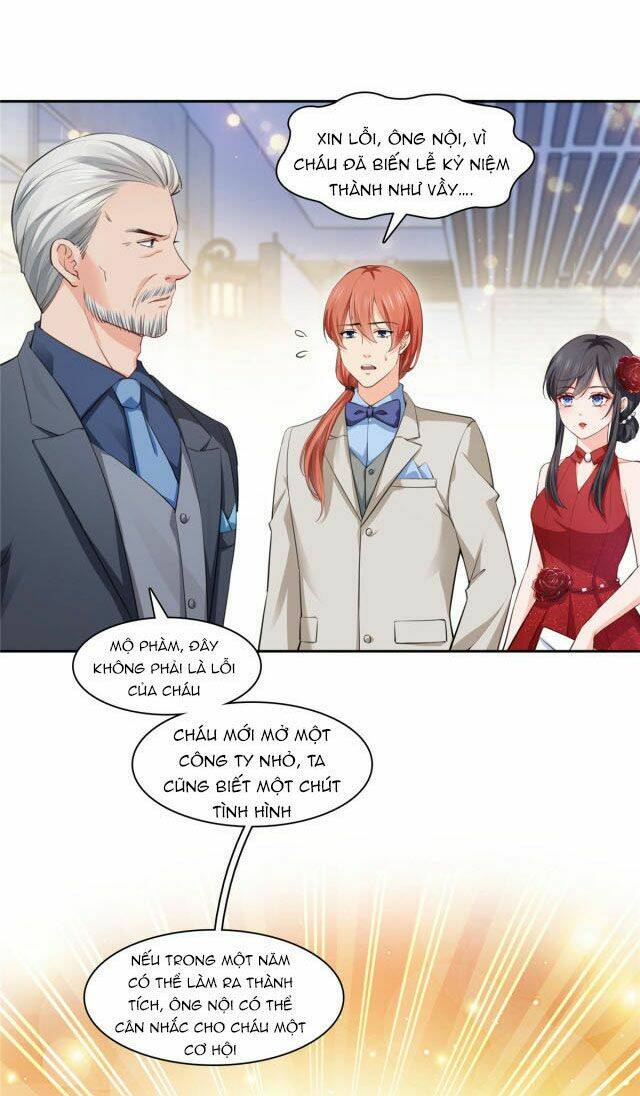 XIN LỖI, ÔNG NỘI, VÌ
CHÁU ĐÃ BIẾN LỄ KỶ NIỆM
THÀNH NHƯ VẦY....
MỘ PHÀM, ĐÂY
KHÔNG PHẢI LÀ LỖI
CỦA CHÁU
CHÁU MỚI MỞ MỘT
CÔNG TY NHỎ, TA
CŨNG BIẾT MỘT CHÚT
TÌNH HÌNH
NẾU TRONG MỘT NĂM
CÓ THỂ LÀM RA THÀNH
TÍCH, ÔNG NỘI CÓ THỂ
CÂN NHẮC CHO CHÁU MỘT
CƠ HỘI